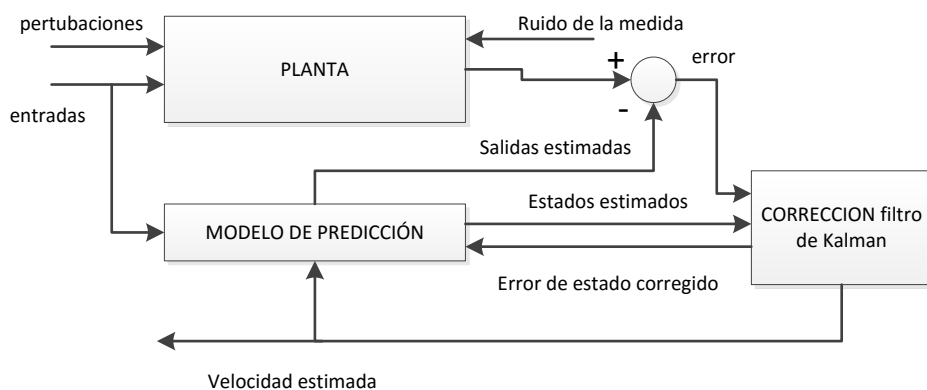 pertubaciones
Ruido de la medida
PLANTA
+
error
entradas
-
Salidas estimadas
Estados estimados
CORRECCION filtro
de Kalman
MODELO DE PREDICCIÓN
Error de estado corregido
Velocidad estimada